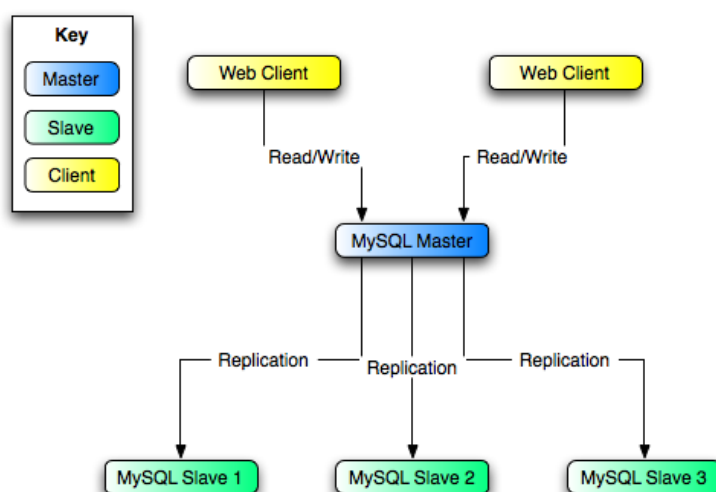 Key
Master
Slave
Client
Web Client
Web Client
Read/Write
Read/Write
MySQL Master
Replication
Replication
Replication
MySQL Slave 1
MySQL Slave 2
MySQL Slave 3